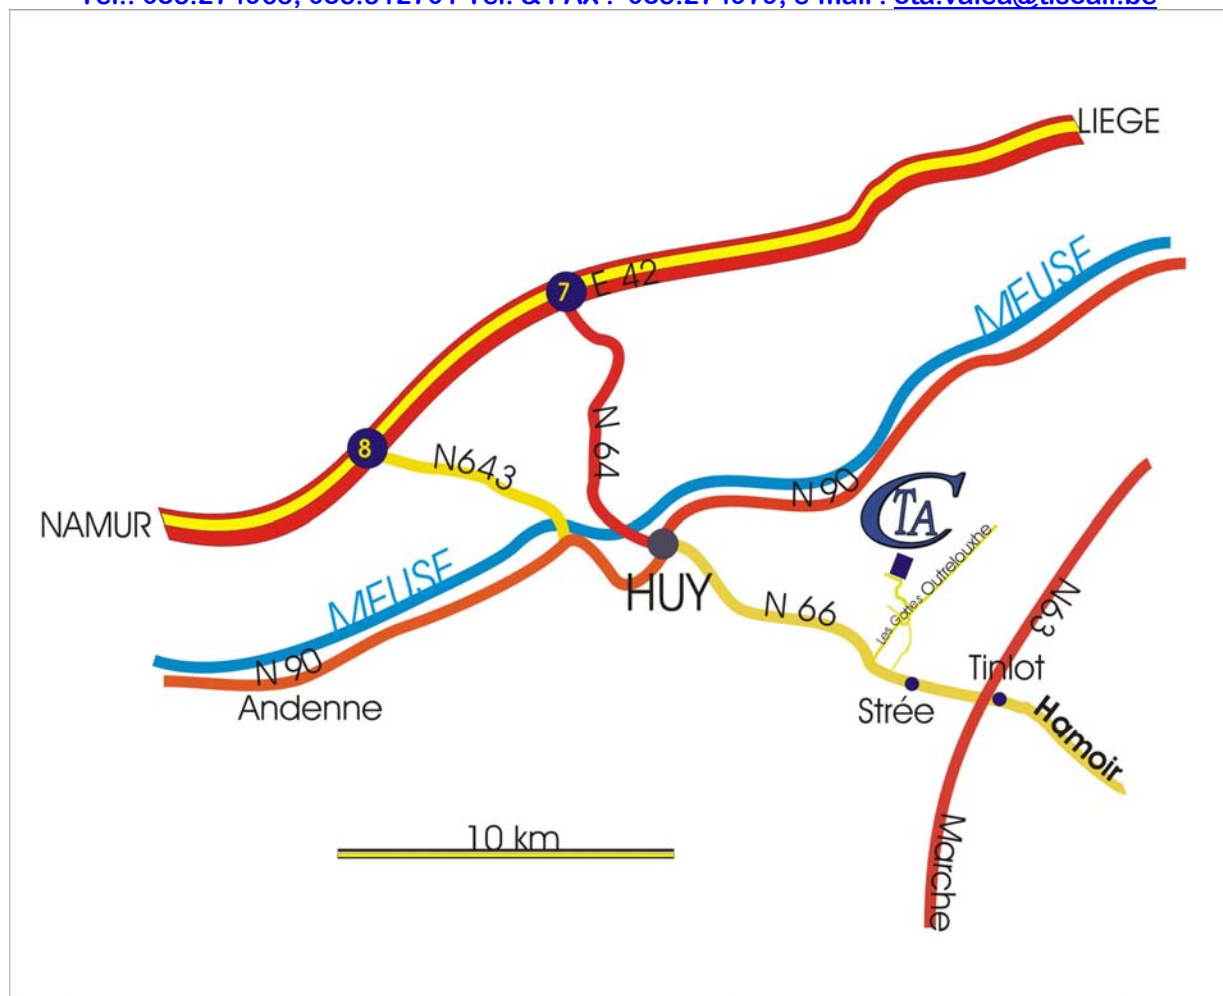 LIEGE
MEUSE
7
E 42
N 64
8
N643
N 90
CTA
NAMUR
Les Gottes Outrelouxhe
HUY
N 66
N63
MEUSE
N 90
Tinlot
Andenne
Strée
Hamoir
10 km
Marche